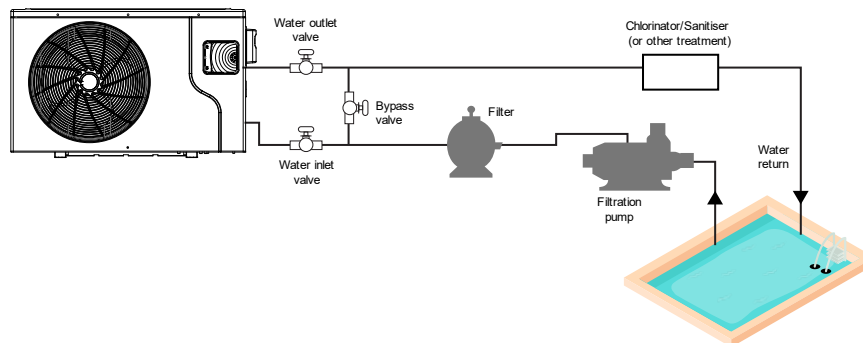 Water outlet
valve
Chlorinator/Sanitiser
(or other treatment)
Bypass
valve
Filter
Water inlet
valve
Water
return
Filtration
pump